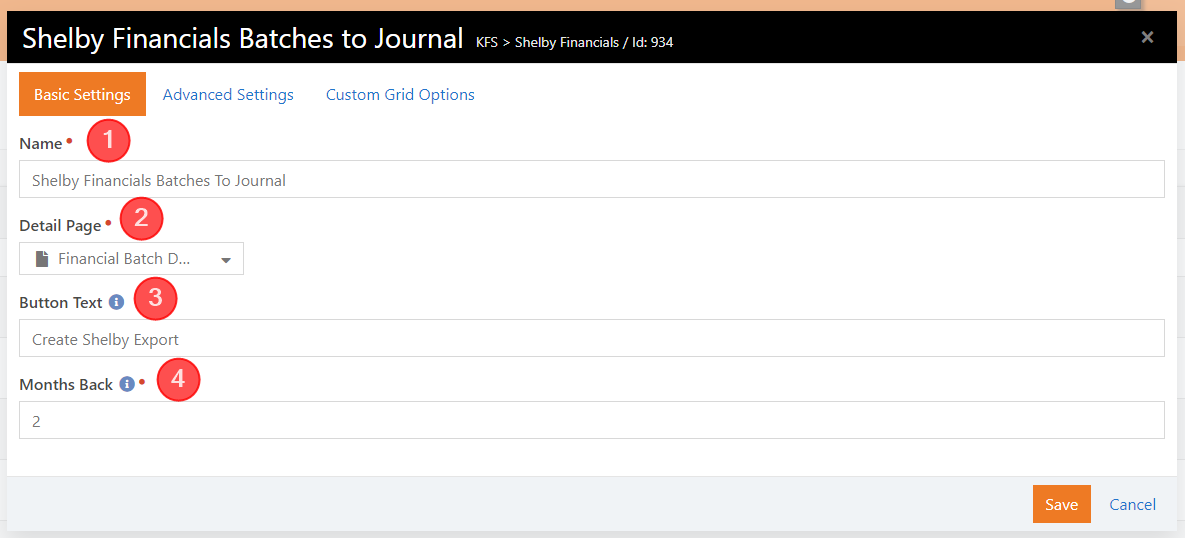 Shelby Financials Batches to Journal KFS > Shelby Financials / Id: 934 ×
Basic Settings Advanced Settings Custom Grid Options
Name • 1
Shelby Financials Batches To Journal
Detail Page • 2
Financial Batch D...
Button Text i 3
Create Shelby Export
Months Back i • 4
2
Save Cancel